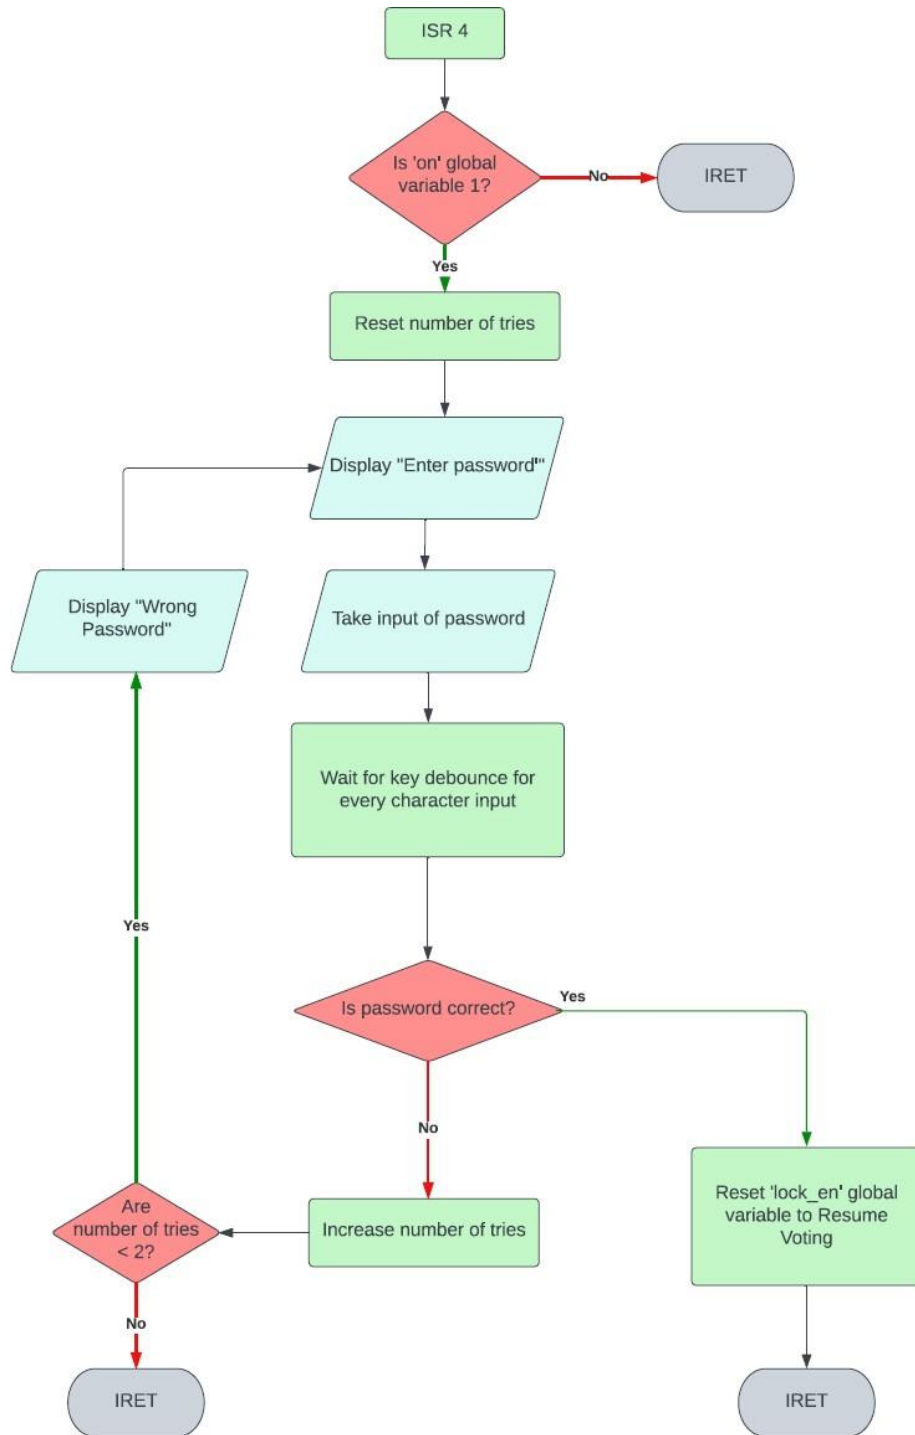 ISR 4
Is 'on' global
variable 1?
No
IRET
Yes
Reset number of tries
Display "Enter password'"
Display "Wrong
Password"
Take input of password
Wait for key debounce for
every character input
Yes
Is password correct?
Yes
No
Are
number of tries
< 2?
Increase number of tries
Reset 'lock_en' global
variable to Resume
Voting
No
IRET
IRET